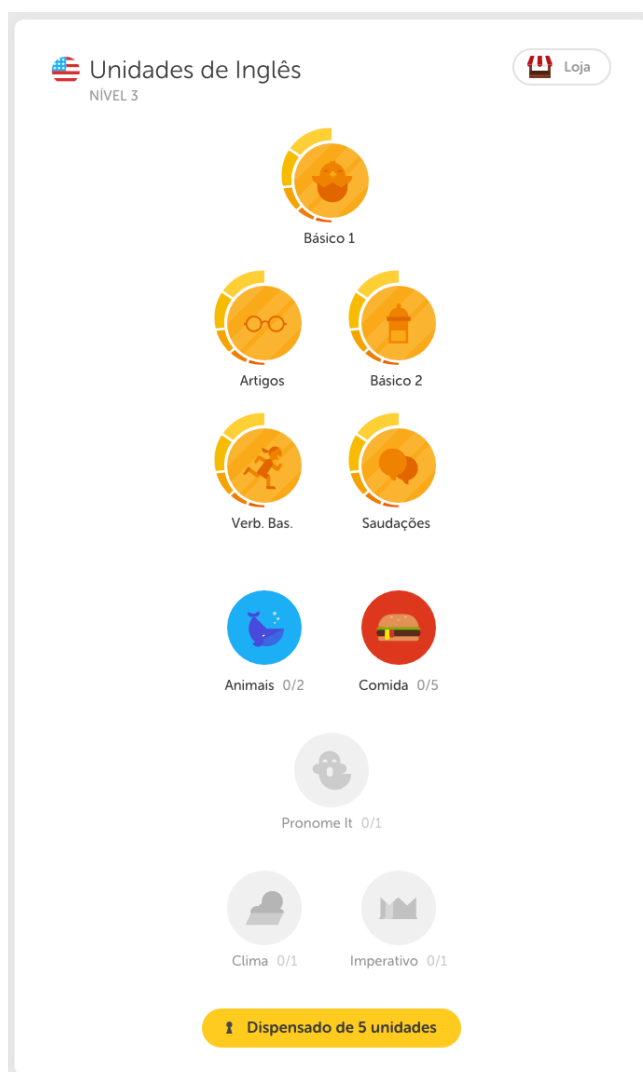 Unidades de Inglês
NÍVEL 3
Loja
Básico 1
Artigos
Básico 2
Verb. Bas.
Saudações
Animais 0/2
Comida 0/5
Pronome It 0/1
Clima 0/1
Imperativo 0/1
Dispensado de 5 unidades